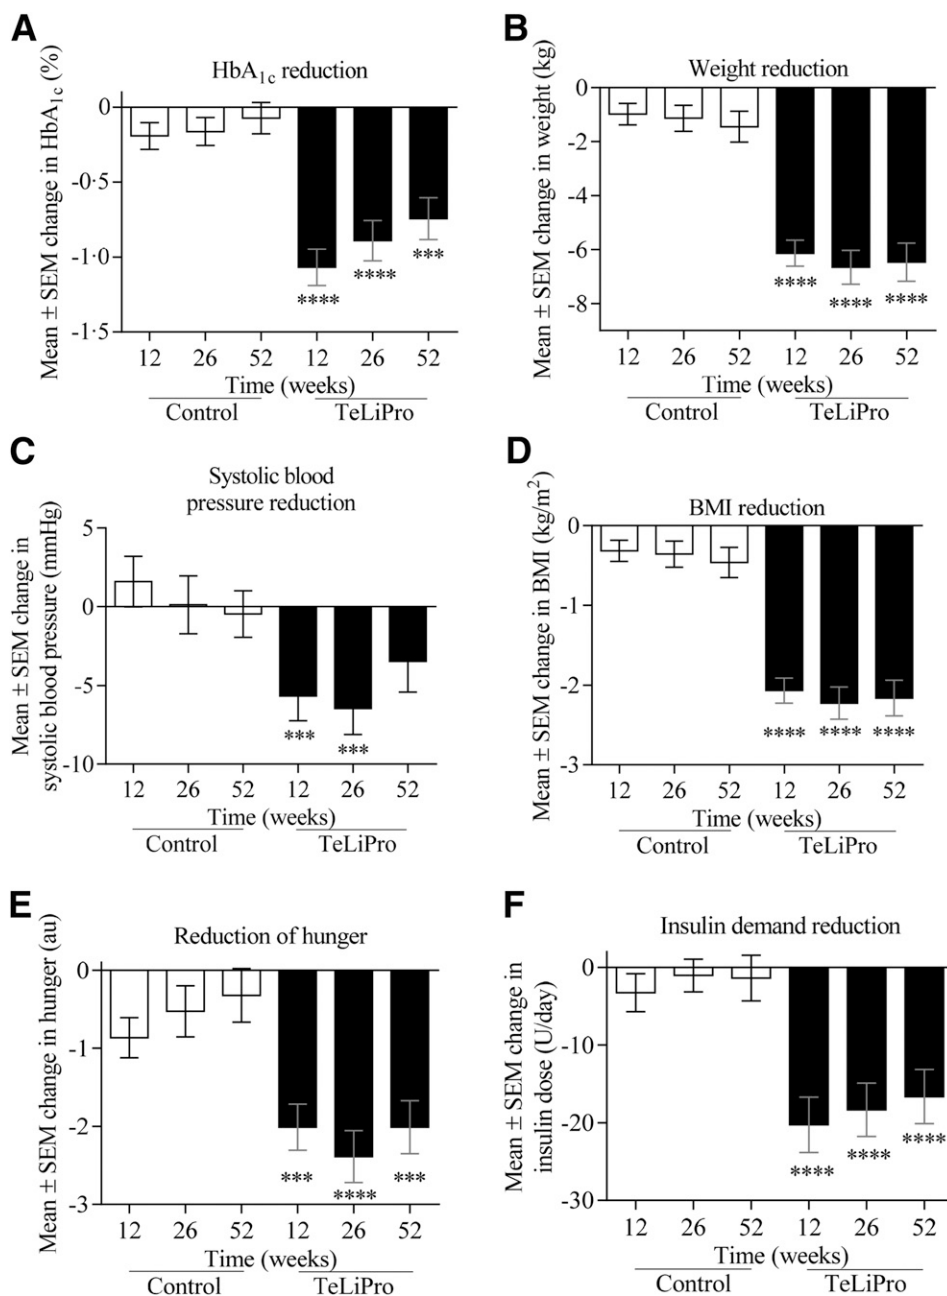 A
HbA1c reduction
Mean ± SEM change in HbA1c (%)
0
-0·5
-1·0
-1·5
**** **** ***
12 26 52 12 26 52
Time (weeks)
Control TeLiPro
B
Weight reduction
Mean ± SEM change in weight (kg)
0
-2
-4
-6
-8
**** **** ****
12 26 52 12 26 52
Time (weeks)
Control TeLiPro
C
Systolic blood
pressure reduction
Mean ± SEM change in
systolic blood pressure (mmHg)
5
0
-5
-10
*** ***
12 26 52 12 26 52
Time (weeks)
Control TeLiPro
D
BMI reduction
Mean ± SEM change in BMI (kg/m²)
0
-1
-2
-3
**** **** ****
12 26 52 12 26 52
Time (weeks)
Control TeLiPro
E
Reduction of hunger
Mean ± SEM change in hunger (au)
0
-1
-2
-3
*** **** ***
12 26 52 12 26 52
Time (weeks)
Control TeLiPro
F
Insulin demand reduction
Mean ± SEM change in
insulin dose (U/day)
0
-10
-20
-30
**** **** ****
12 26 52 12 26 52
Time (weeks)
Control TeLiPro